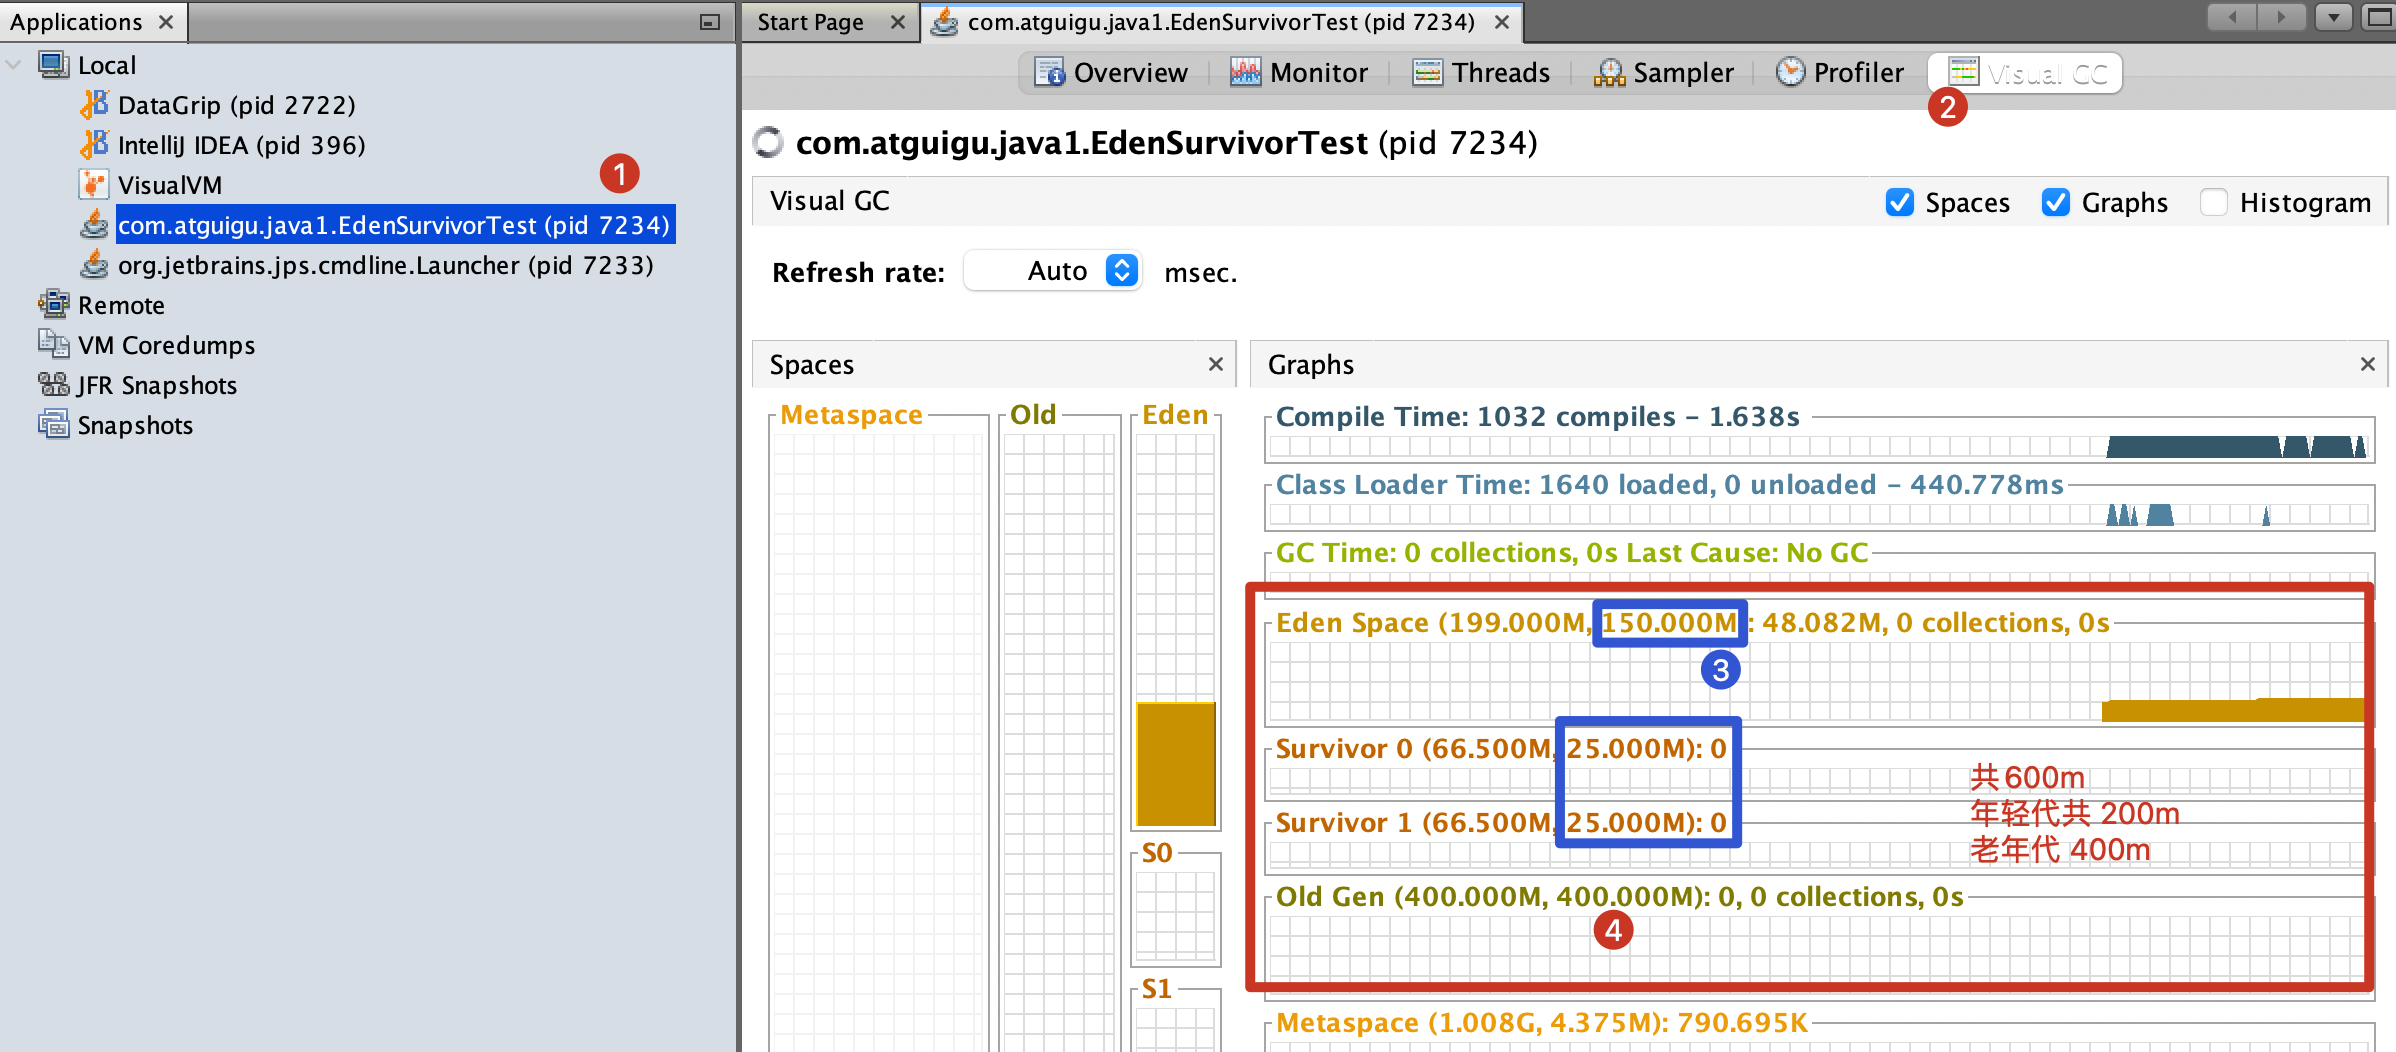 Applications
Local
DataGrip (pid 2722)
IntelliJ IDEA (pid 396)
1
VisualVM
com.atguigu.java1.EdenSurvivorTest (pid 7234)
org.jetbrains.jps.cmdline.Launcher (pid 7233)
Remote
VM Coredumps
JFR Snapshots
Snapshots
Start Page
com.atguigu.java1.EdenSurvivorTest (pid 7234)
Overview
Monitor
Threads
Sampler
Profiler
Visual GC
2
com.atguigu.java1.EdenSurvivorTest (pid 7234)
Visual GC
Spaces
Graphs
Histogram
Refresh rate: Auto msec.
Spaces
Metaspace
Old
Eden
S0
S1
Graphs
Compile Time: 1032 compiles - 1.638s
Class Loader Time: 1640 loaded, 0 unloaded - 440.778ms
GC Time: 0 collections, 0s Last Cause: No GC
Eden Space (199.000M, 150.000M): 48.082M, 0 collections, 0s
3
Survivor 0 (66.500M, 25.000M): 0
Survivor 1 (66.500M, 25.000M): 0
共600m
年轻代共 200m
老年代 400m
Old Gen (400.000M, 400.000M): 0, 0 collections, 0s
4
Metaspace (1.008G, 4.375M): 790.695K